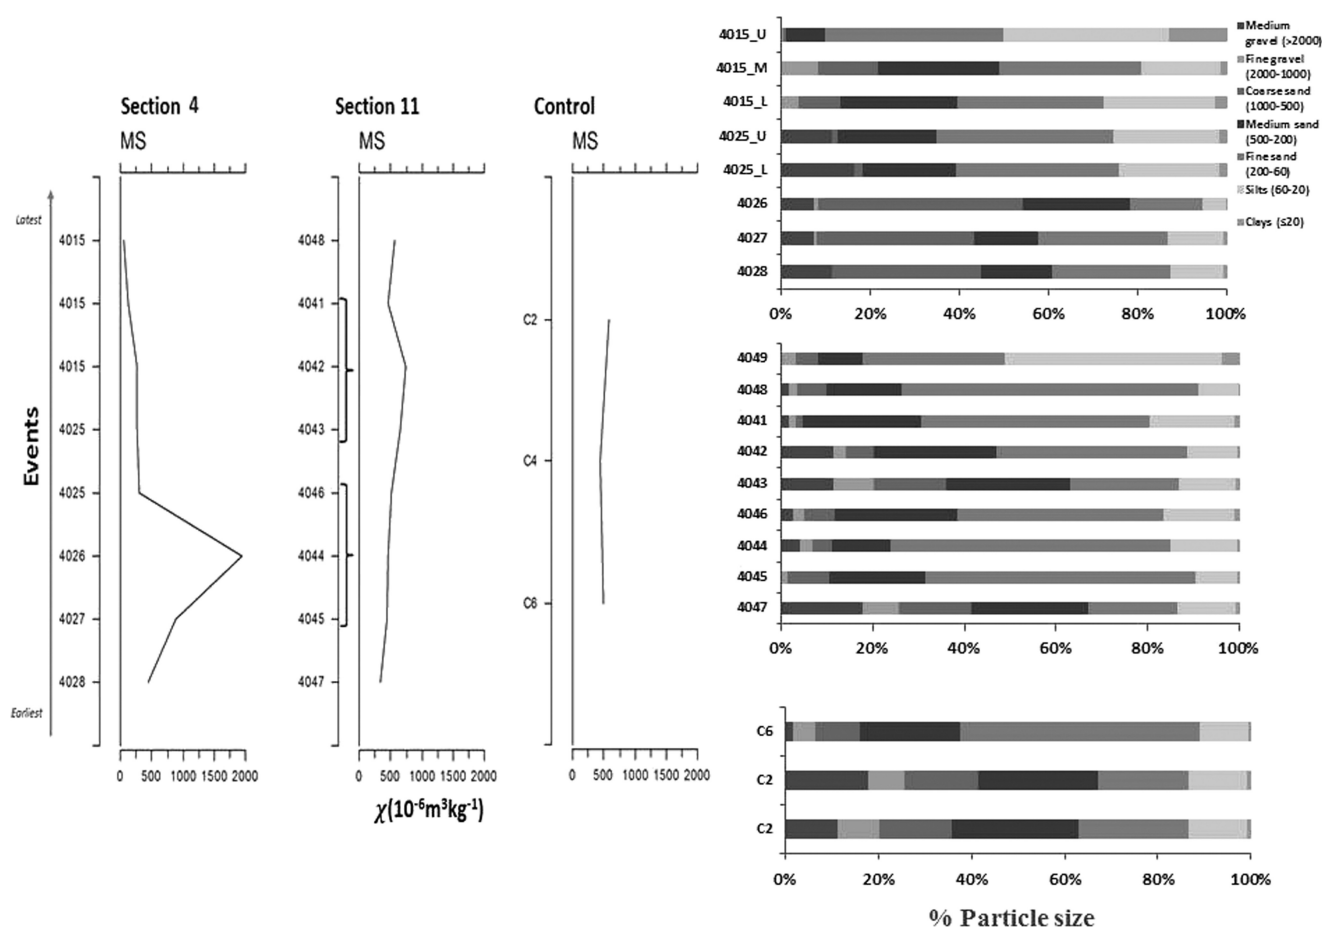 Section 4
MS
Section 11
MS
Control
MS
Events
Latest
Earliest
4015
4015
4015
4025
4025
4026
4027
4028
0 500 1000 1500 2000
4048
4041
4042
4043
4046
4044
4045
4047
0 500 1000 1500 2000
C2
C4
C6
0 500 1000 1500 2000
χ(10⁻⁶m³kg⁻¹)
4015_U
4015_M
4015_L
4025_U
4025_L
4026
4027
4028
0% 20% 40% 60% 80% 100%
Medium
gravel (>2000)
Fine gravel
(2000-1000)
Coarse sand
(1000-500)
Medium sand
(500-200)
Fine sand
(200-60)
Silts (60-20)
Clays (≤20)
4049
4048
4041
4042
4043
4046
4044
4045
4047
0% 20% 40% 60% 80% 100%
C6
C2
C2
0% 20% 40% 60% 80% 100%
% Particle size